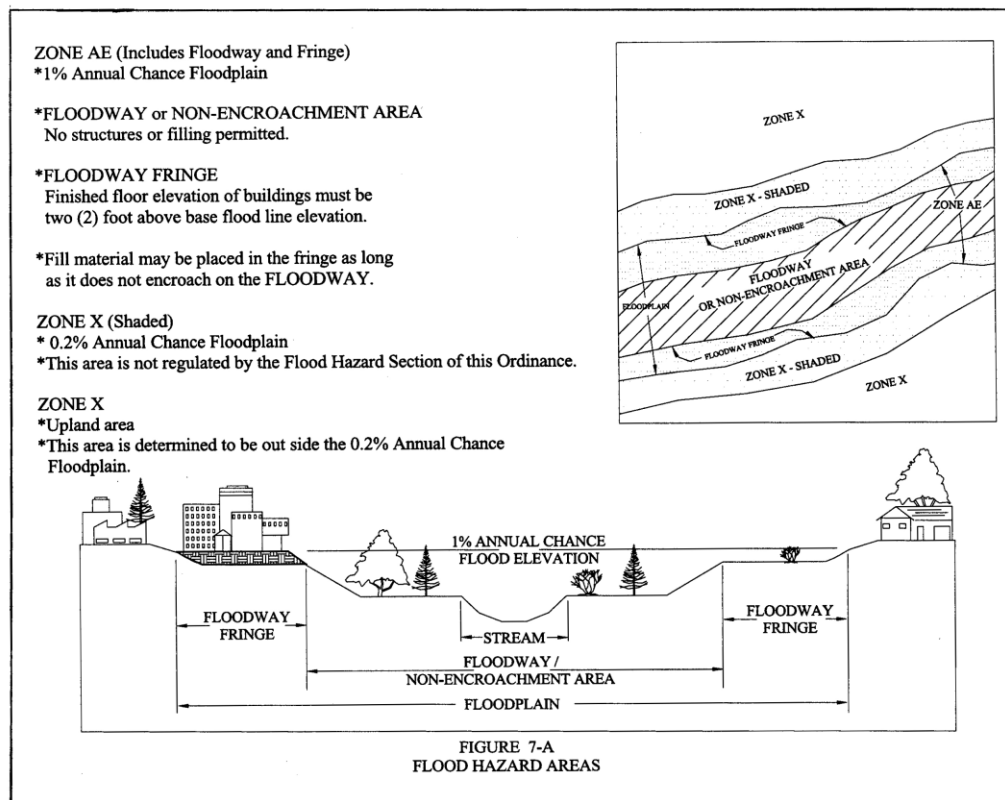 ZONE AE (Includes Floodway and Fringe)
*1% Annual Chance Floodplain
*FLOODWAY or NON-ENCROACHMENT AREA
No structures or filling permitted.
*FLOODWAY FRINGE
Finished floor elevation of buildings must be
two (2) foot above base flood line elevation.
*Fill material may be placed in the fringe as long
as it does not encroach on the FLOODWAY.
ZONE X (Shaded)
* 0.2% Annual Chance Floodplain
*This area is not regulated by the Flood Hazard Section of this Ordinance.
ZONE X
*Upland area
*This area is determined to be out side the 0.2% Annual Chance
Floodplain.
ZONE X
ZONE X - SHADED
ZONE AE
FLOODWAY FRINGE
FLOODWAY
OR NON-ENCROACHMENT AREA
FLOODPLAIN
FLOODWAY FRINGE
ZONE X - SHADED
ZONE X
1% ANNUAL CHANCE
FLOOD ELEVATION
FLOODWAY
FRINGE
STREAM
FLOODWAY
FRINGE
FLOODWAY /
NON-ENCROACHMENT AREA
FLOODPLAIN
FIGURE 7-A
FLOOD HAZARD AREAS